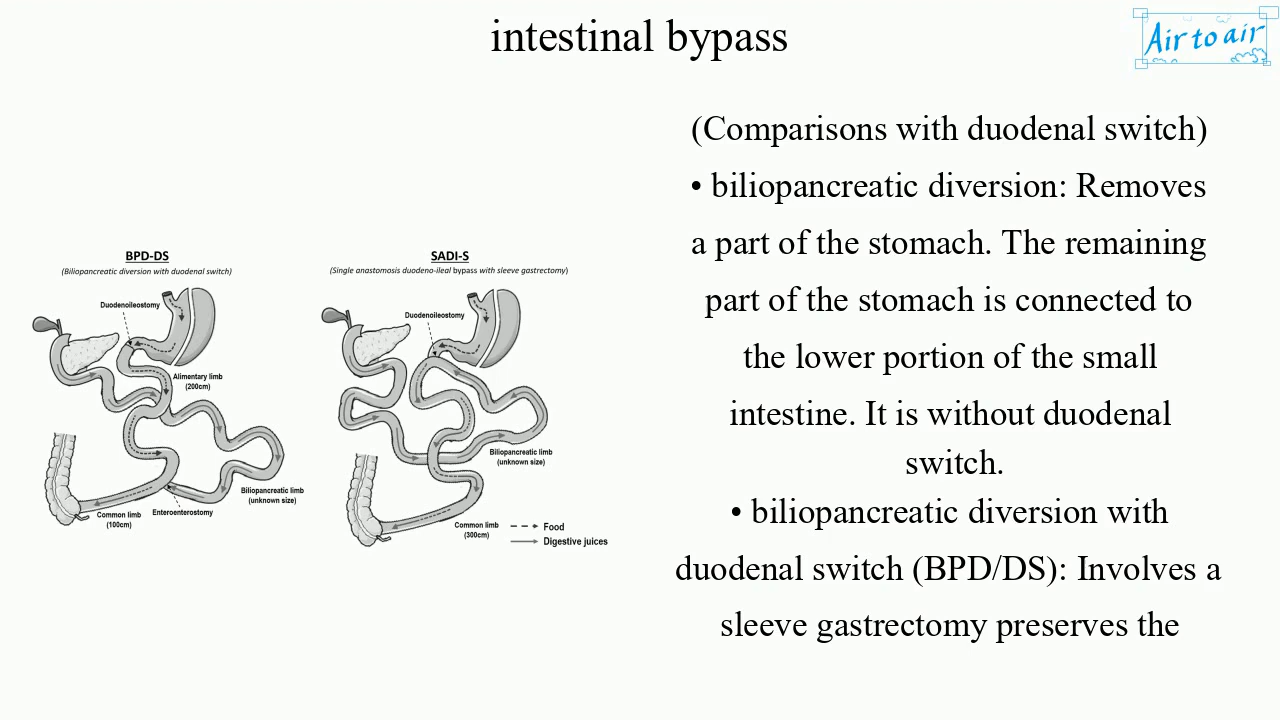 intestinal bypass
Air to air
BPD-DS
(Biliopancreatic diversion with duodenal switch)
Duodenoileostomy
Alimentary limb
(200cm)
Biliopancreatic limb
(unknown size)
Common limb
(100cm)
Enteroenterostomy
SADI-S
(Single anastomosis duodeno-ileal bypass with sleeve gastrectomy)
Duodenoileostomy
Biliopancreatic limb
(unknown size)
Common limb
(300cm)
Food
Digestive juices
(Comparisons with duodenal switch)
• biliopancreatic diversion: Removes
a part of the stomach. The remaining
part of the stomach is connected to
the lower portion of the small
intestine. It is without duodenal
switch.
• biliopancreatic diversion with
duodenal switch (BPD/DS): Involves a
sleeve gastrectomy preserves the